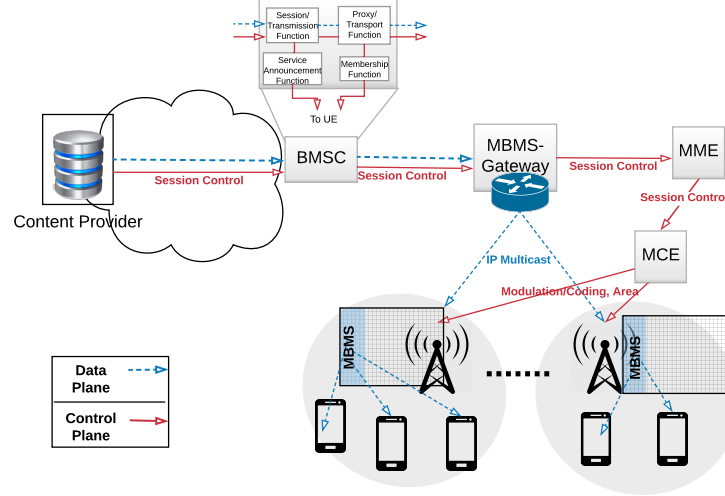 Session/
Transmission
Function
Proxy/
Transport
Function
Service
Announcement
Function
Membership
Function
To UE
BMSC
MBMS-
Gateway
MME
Session Control
Session Control
Session Control
Session Contro
Content Provider
MCE
IP Multicast
Modulation/Coding, Area
MBMS
MBMS
Data
Plane
Control
Plane